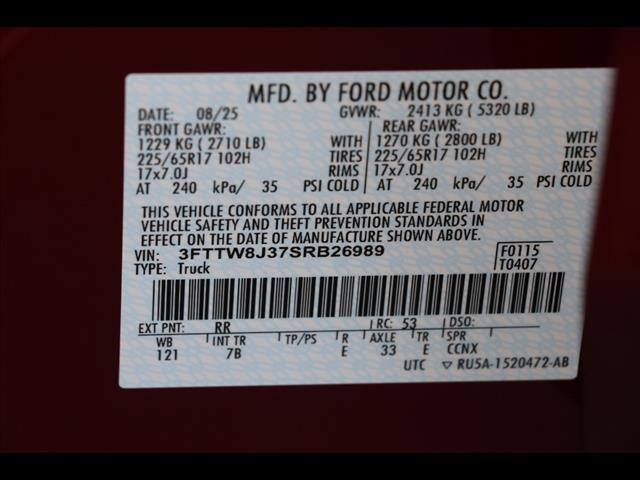 MFD. BY FORD MOTOR CO.
DATE: 08/25 GVWR: 2413 KG ( 5320 LB)
FRONT GAWR: REAR GAWR:
1229 KG ( 2710 LB) WITH 1270 KG ( 2800 LB) WITH
225/65R17 102H TIRES 225/65R17 102H TIRES
17x7.0J RIMS 17x7.0J RIMS
AT 240 kPa/ 35 PSI COLD AT 240 kPa/ 35 PSI COLD
THIS VEHICLE CONFORMS TO ALL APPLICABLE FEDERAL MOTOR
VEHICLE SAFETY AND THEFT PREVENTION STANDARDS IN
EFFECT ON THE DATE OF MANUFACTURE SHOWN ABOVE.
VIN: 3FTTW8J37SRB26989 F0115
TYPE: Truck T0407
EXT PNT: RR RC: 53 DSO:
WB INT TR TP/PS R AXLE TR SPR
121 7B E 33 E CCNX
UTC ▽ RU5A-1520472-AB